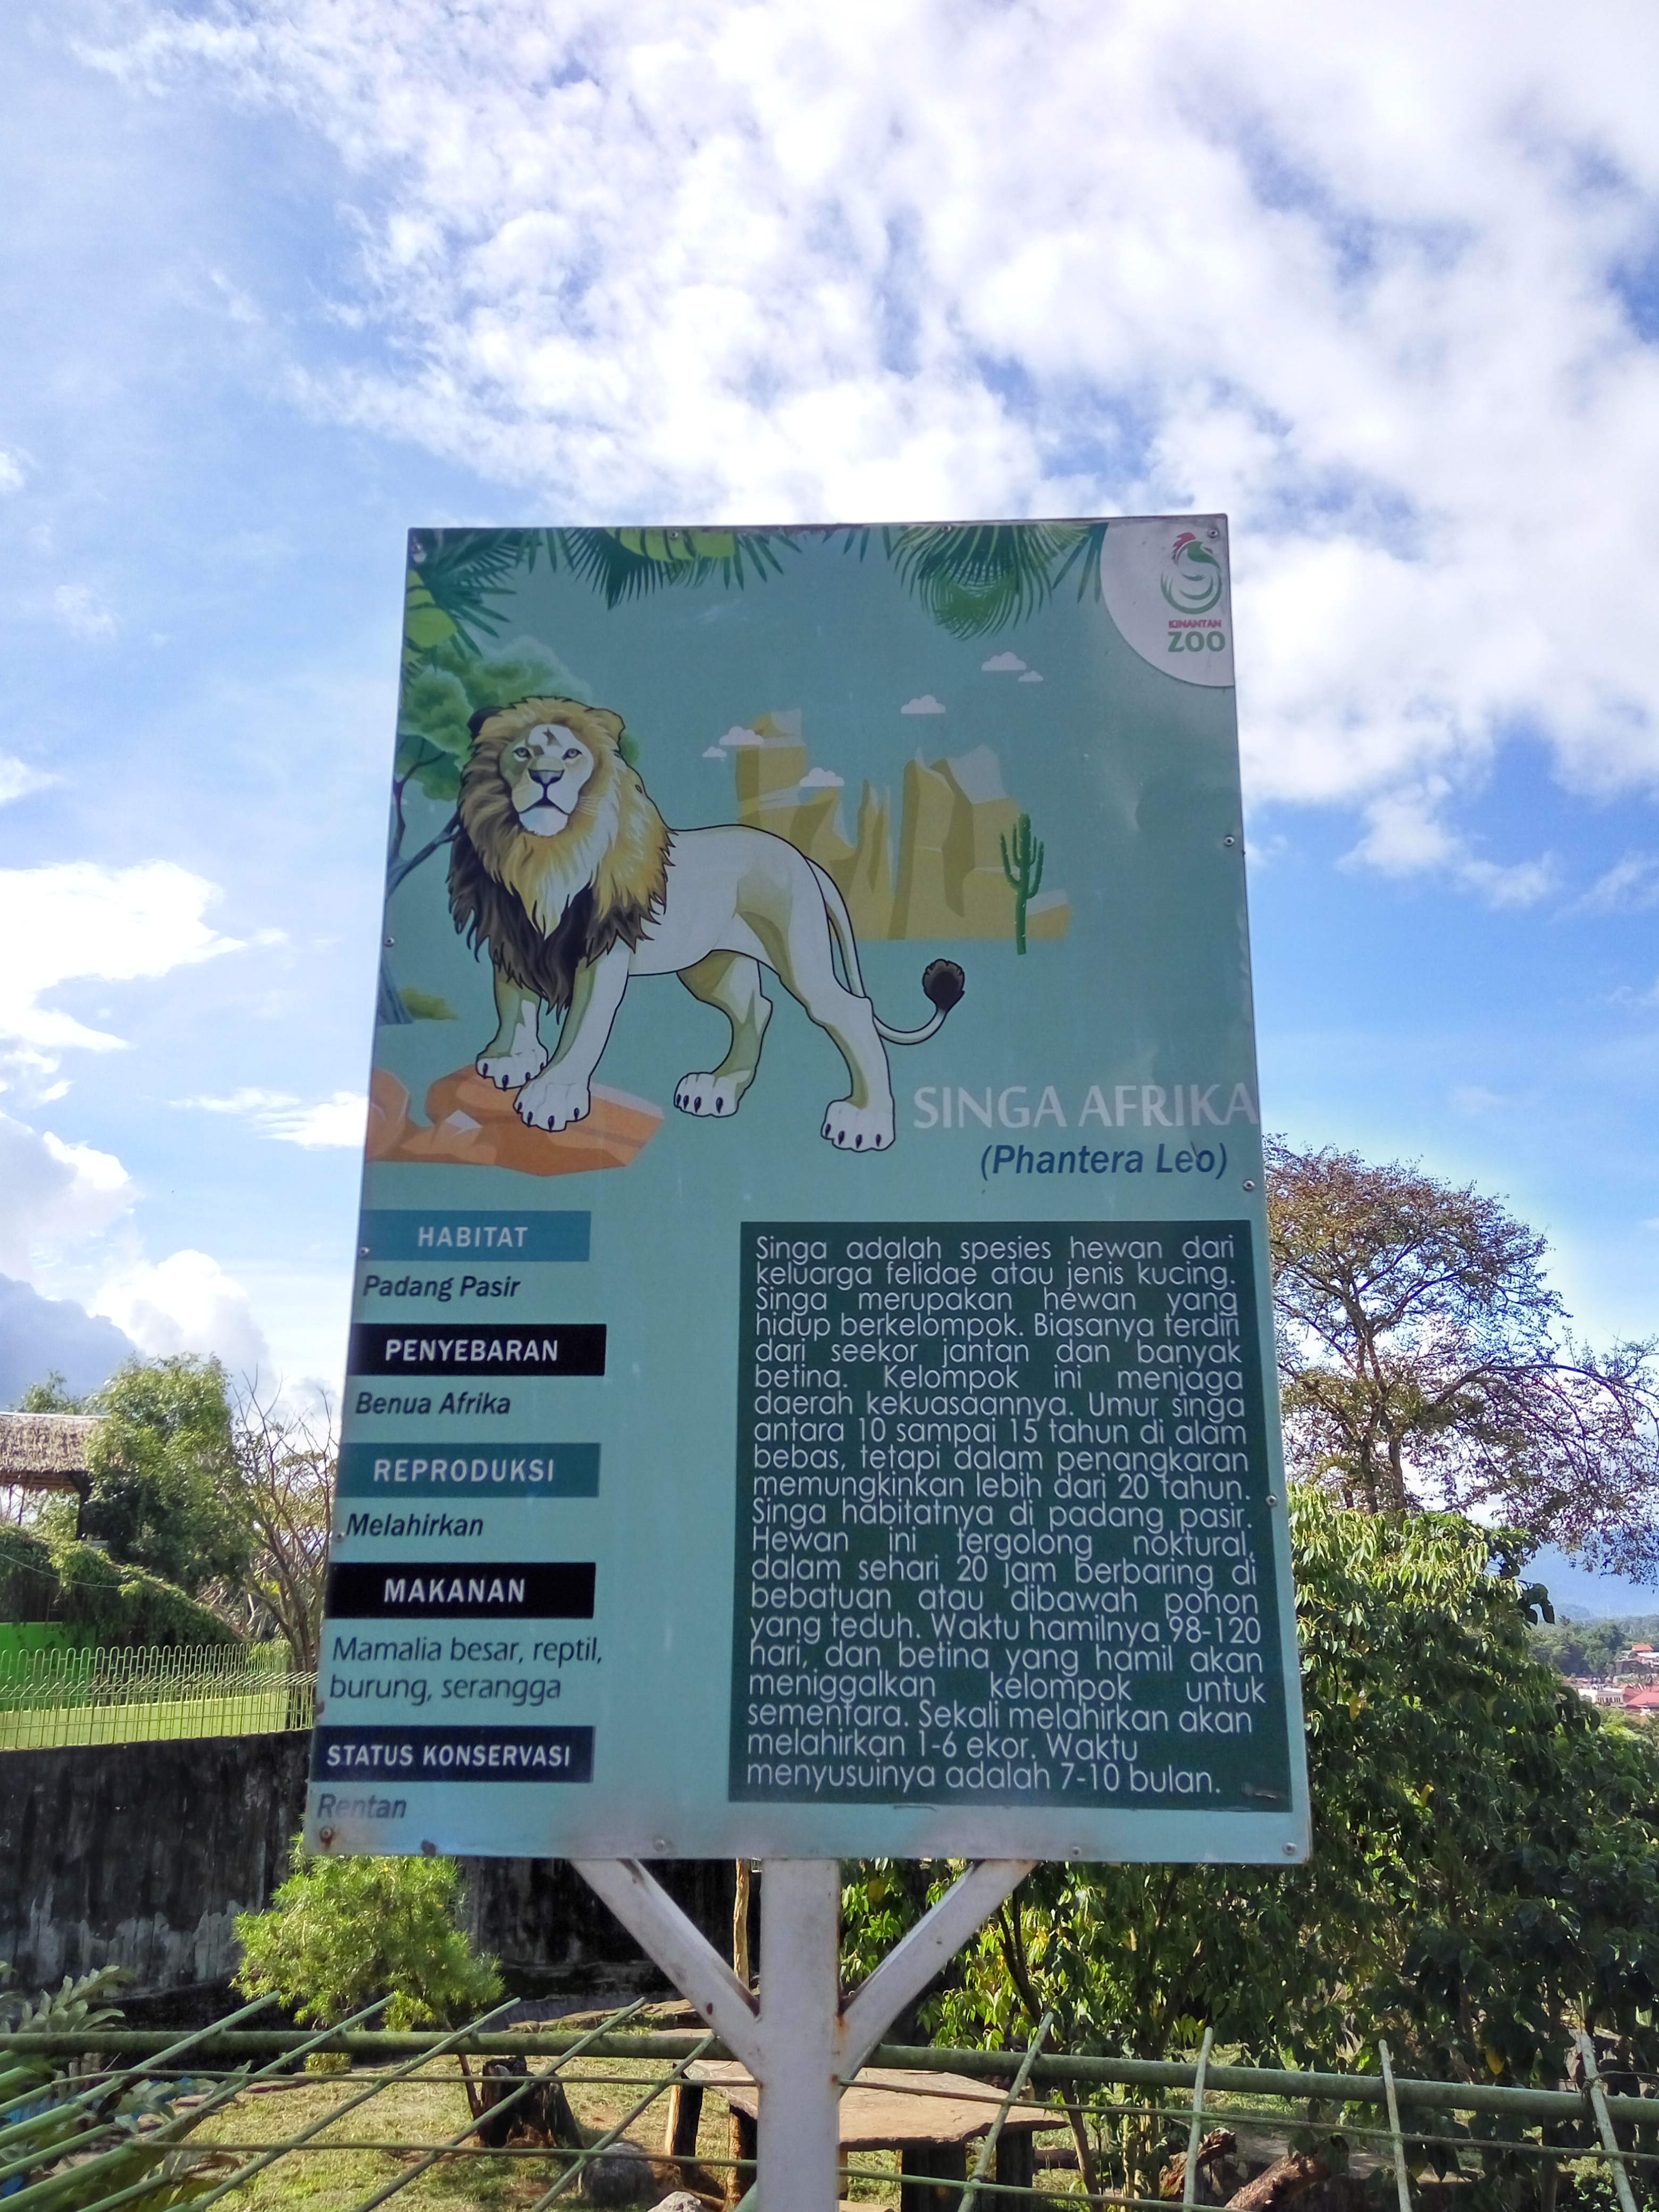 KINANTAN
ZOO
SINGA AFRIKA
(Phantera Leo)
HABITAT
Padang Pasir
PENYEBARAN
Benua Afrika
REPRODUKSI
Melahirkan
MAKANAN
Mamalia besar, reptil,
burung, serangga
STATUS KONSERVASI
Rentan
Singa adalah spesies hewan dari
keluarga felidae atau jenis kucing.
Singa merupakan hewan yang
hidup berkelompok. Biasanya terdiri
dari seekor jantan dan banyak
betina. Kelompok ini menjaga
daerah kekuasaannya. Umur singa
antara 10 sampai 15 tahun di alam
bebas, tetapi dalam penangkaran
memungkinkan lebih dari 20 tahun.
Singa habitatnya di padang pasir.
Hewan ini tergolong noktural,
dalam sehari 20 jam berbaring di
bebatuan atau dibawah pohon
yang teduh. Waktu hamilnya 98-120
hari, dan betina yang hamil akan
meniggalkan kelompok untuk
sementara. Sekali melahirkan akan
melahirkan 1-6 ekor. Waktu
menyusuinya adalah 7-10 bulan.